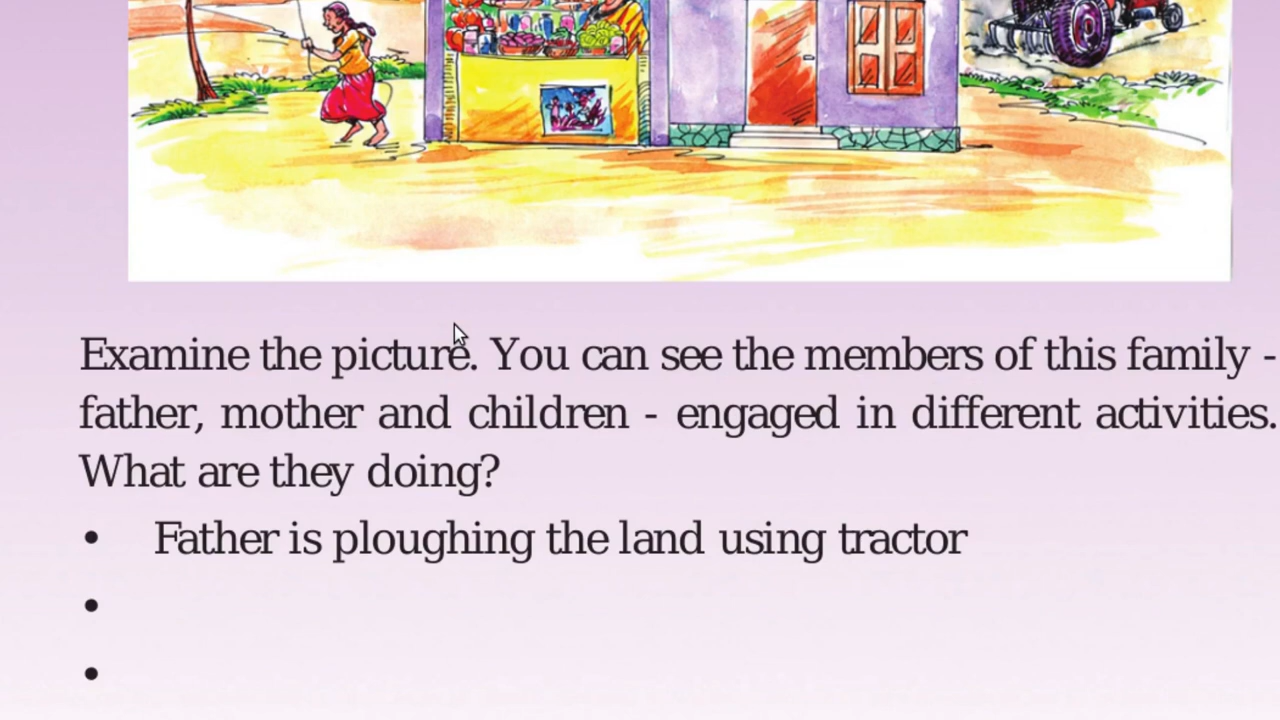 Examine the picture. You can see the members of this family -
father, mother and children - engaged in different activities.
What are they doing?
• Father is ploughing the land using tractor
•
•